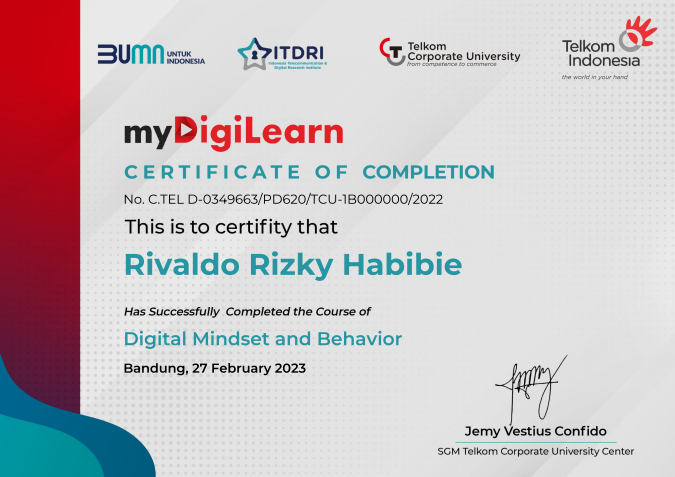 BUMN UNTUK INDONESIA
ITDRI
Indonesia Telecommunication & Digital Research Institute
Telkom Corporate University
from competence to commerce
Telkom Indonesia
the world in your hand
myDigiLearn
CERTIFICATE OF COMPLETION
No. C.TEL D-0349663/PD620/TCU-1B000000/2022
This is to certifity that
Rivaldo Rizky Habibie
Has Successfully Completed the Course of
Digital Mindset and Behavior
Bandung, 27 February 2023
Jemy Vestius Confido
SGM Telkom Corporate University Center